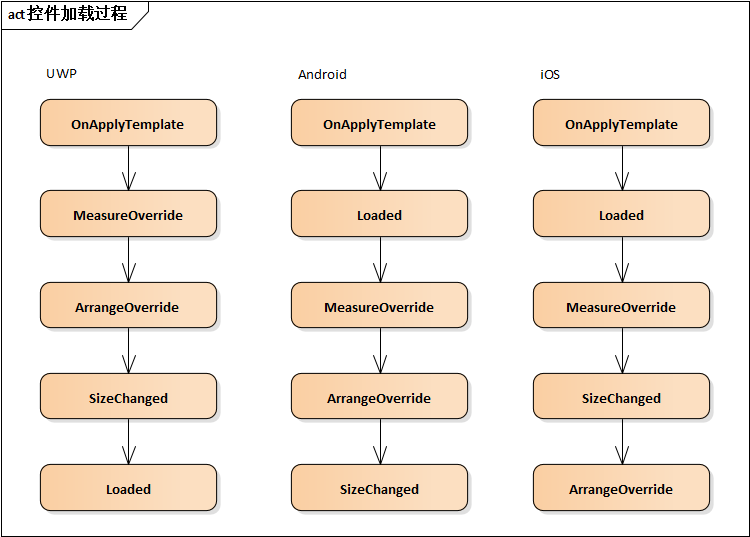 act 控件加载过程
UWP
OnApplyTemplate
MeasureOverride
ArrangeOverride
SizeChanged
Loaded
Android
OnApplyTemplate
Loaded
MeasureOverride
ArrangeOverride
SizeChanged
iOS
OnApplyTemplate
Loaded
MeasureOverride
SizeChanged
ArrangeOverride